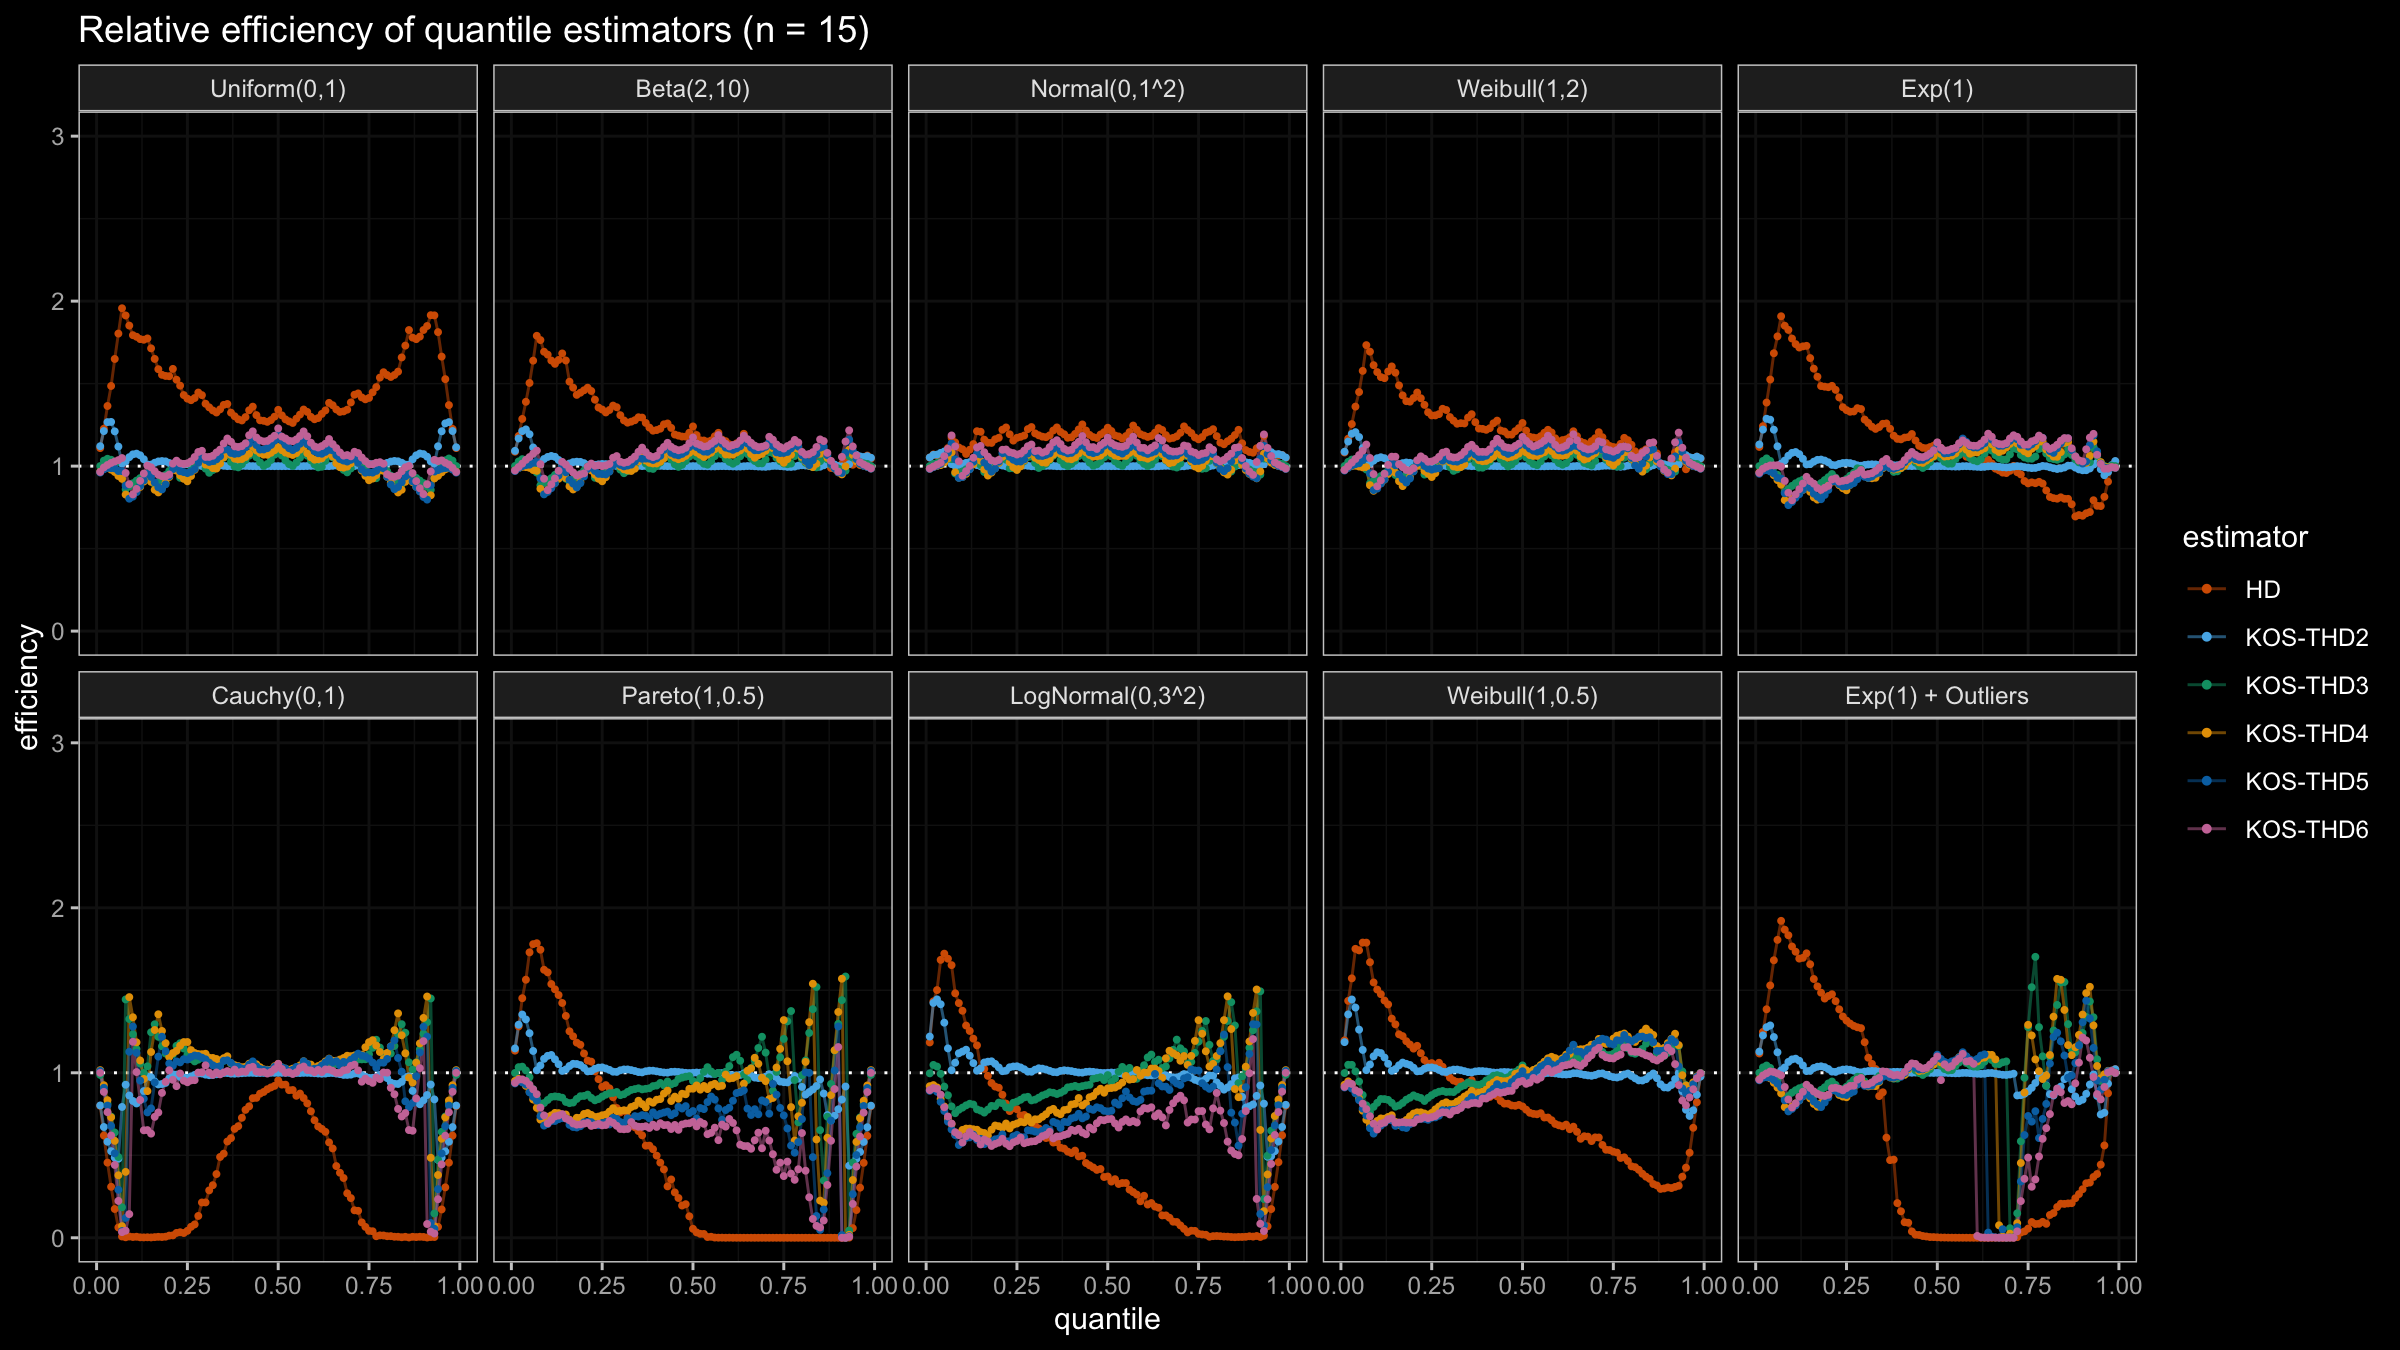 Relative efficiency of quantile estimators (n = 15)
Uniform(0,1)
Beta(2,10)
Normal(0,1^2)
Weibull(1,2)
Exp(1)
3
2
1
0
Cauchy(0,1)
Pareto(1,0.5)
LogNormal(0,3^2)
Weibull(1,0.5)
Exp(1) + Outliers
3
2
1
0
0.00 0.25 0.50 0.75 1.00
0.00 0.25 0.50 0.75 1.00
0.00 0.25 0.50 0.75 1.00
0.00 0.25 0.50 0.75 1.00
0.00 0.25 0.50 0.75 1.00
quantile
efficiency
estimator
HD
KOS-THD2
KOS-THD3
KOS-THD4
KOS-THD5
KOS-THD6